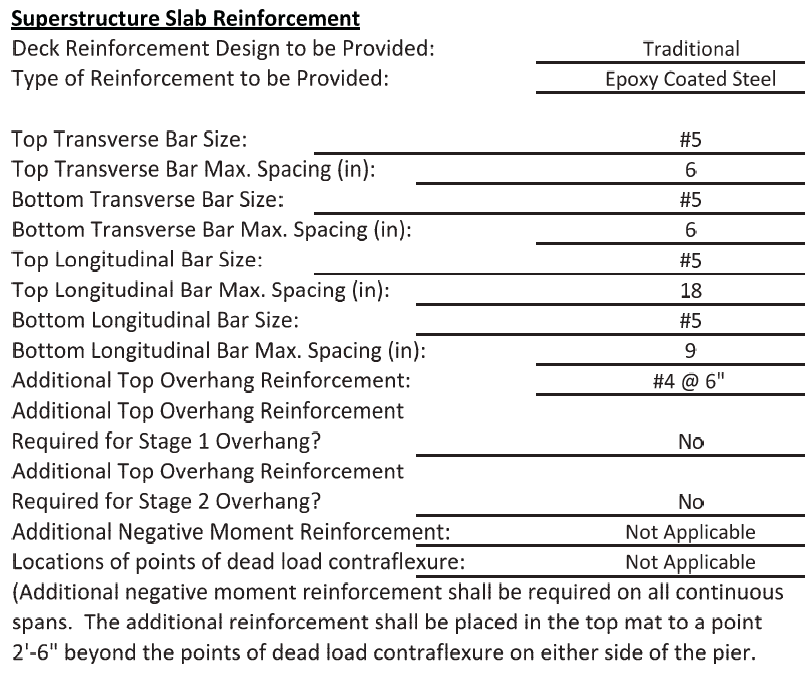 Superstructure Slab Reinforcement
Deck Reinforcement Design to be Provided: Traditional
Type of Reinforcement to be Provided: Epoxy Coated Steel
Top Transverse Bar Size: #5
Top Transverse Bar Max. Spacing (in): 6
Bottom Transverse Bar Size: #5
Bottom Transverse Bar Max. Spacing (in): 6
Top Longitudinal Bar Size: #5
Top Longitudinal Bar Max. Spacing (in): 18
Bottom Longitudinal Bar Size: #5
Bottom Longitudinal Bar Max. Spacing (in): 9
Additional Top Overhang Reinforcement: #4 @ 6"
Additional Top Overhang Reinforcement
Required for Stage 1 Overhang? No
Additional Top Overhang Reinforcement
Required for Stage 2 Overhang? No
Additional Negative Moment Reinforcement: Not Applicable
Locations of points of dead load contraflexure: Not Applicable
(Additional negative moment reinforcement shall be required on all continuous
spans.  The additional reinforcement shall be placed in the top mat to a point
2'-6" beyond the points of dead load contraflexure on either side of the pier.